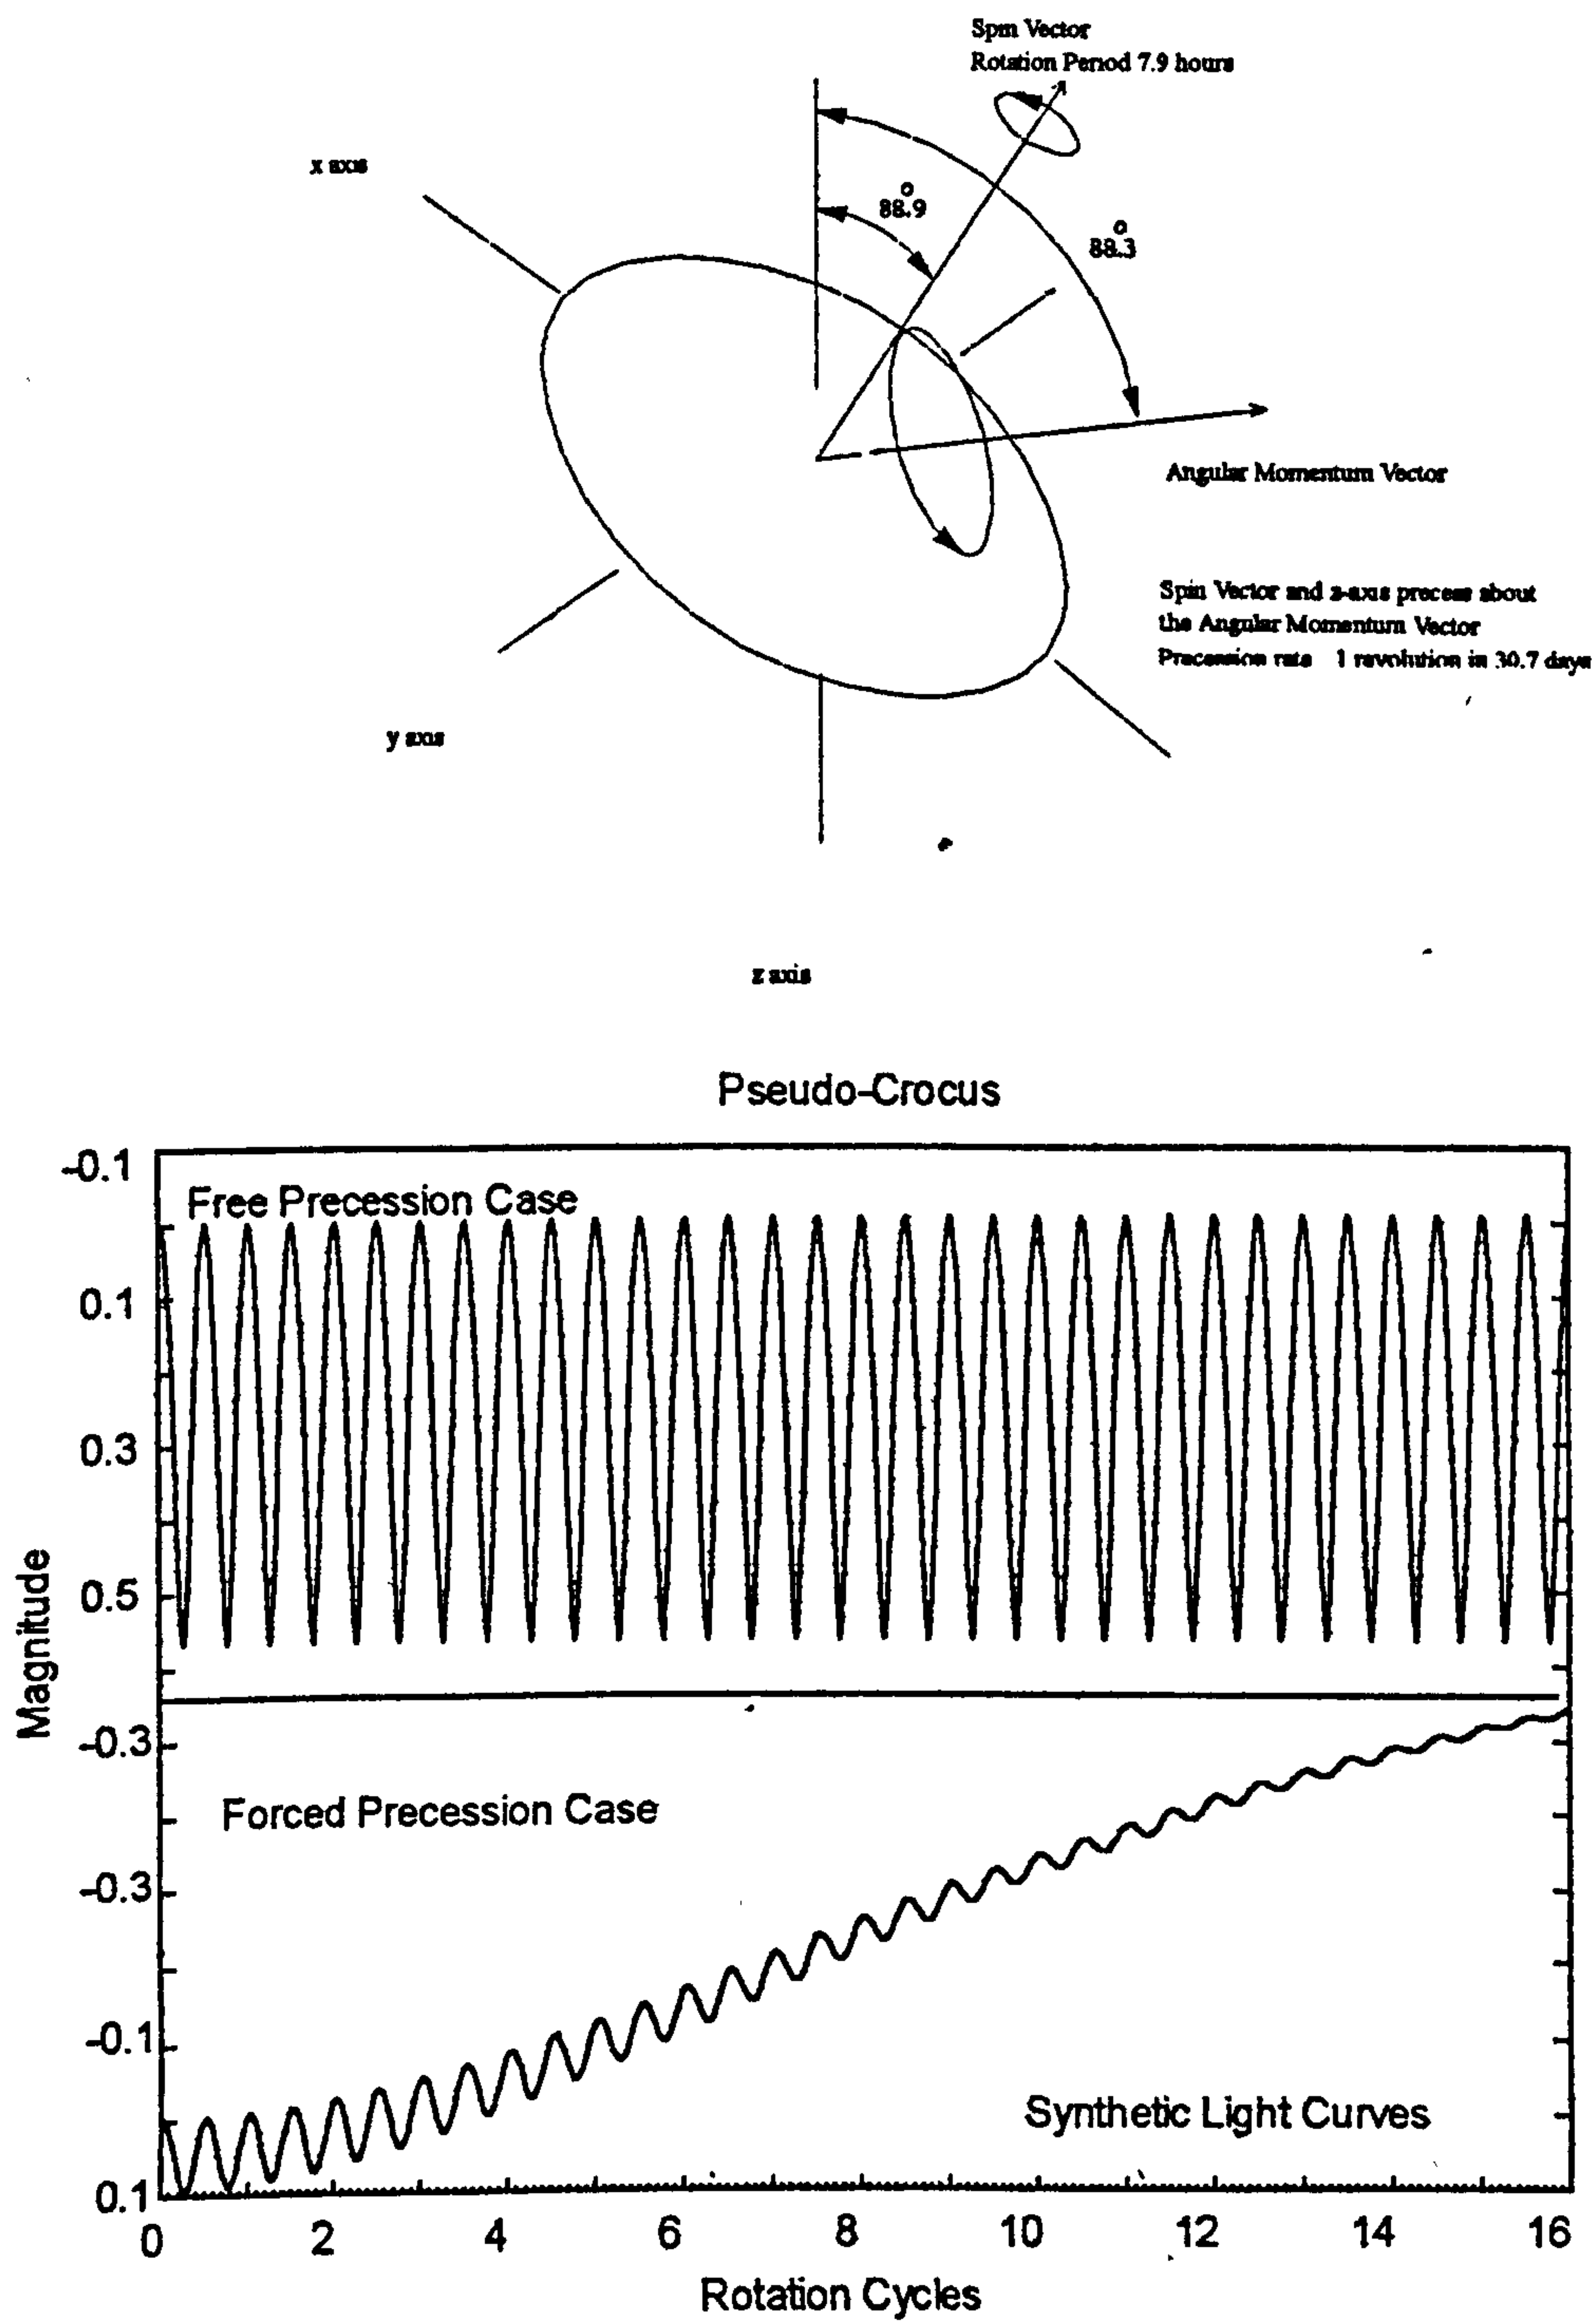 Spin Vector
Rotation Period 7.9 hours
x axis
88.9°
88.3°
Angular Momentum Vector
Spin Vector and z-axis precess about
the Angular Momentum Vector
Precession rate 1 revolution in 30.7 days
y axis
z axis
Pseudo-Crocus
-0.1
Free Precession Case
0.1
0.3
0.5
Magnitude
-0.3
Forced Precession Case
-0.3
-0.1
Synthetic Light Curves
0.1
0 2 4 6 8 10 12 14 16
Rotation Cycles